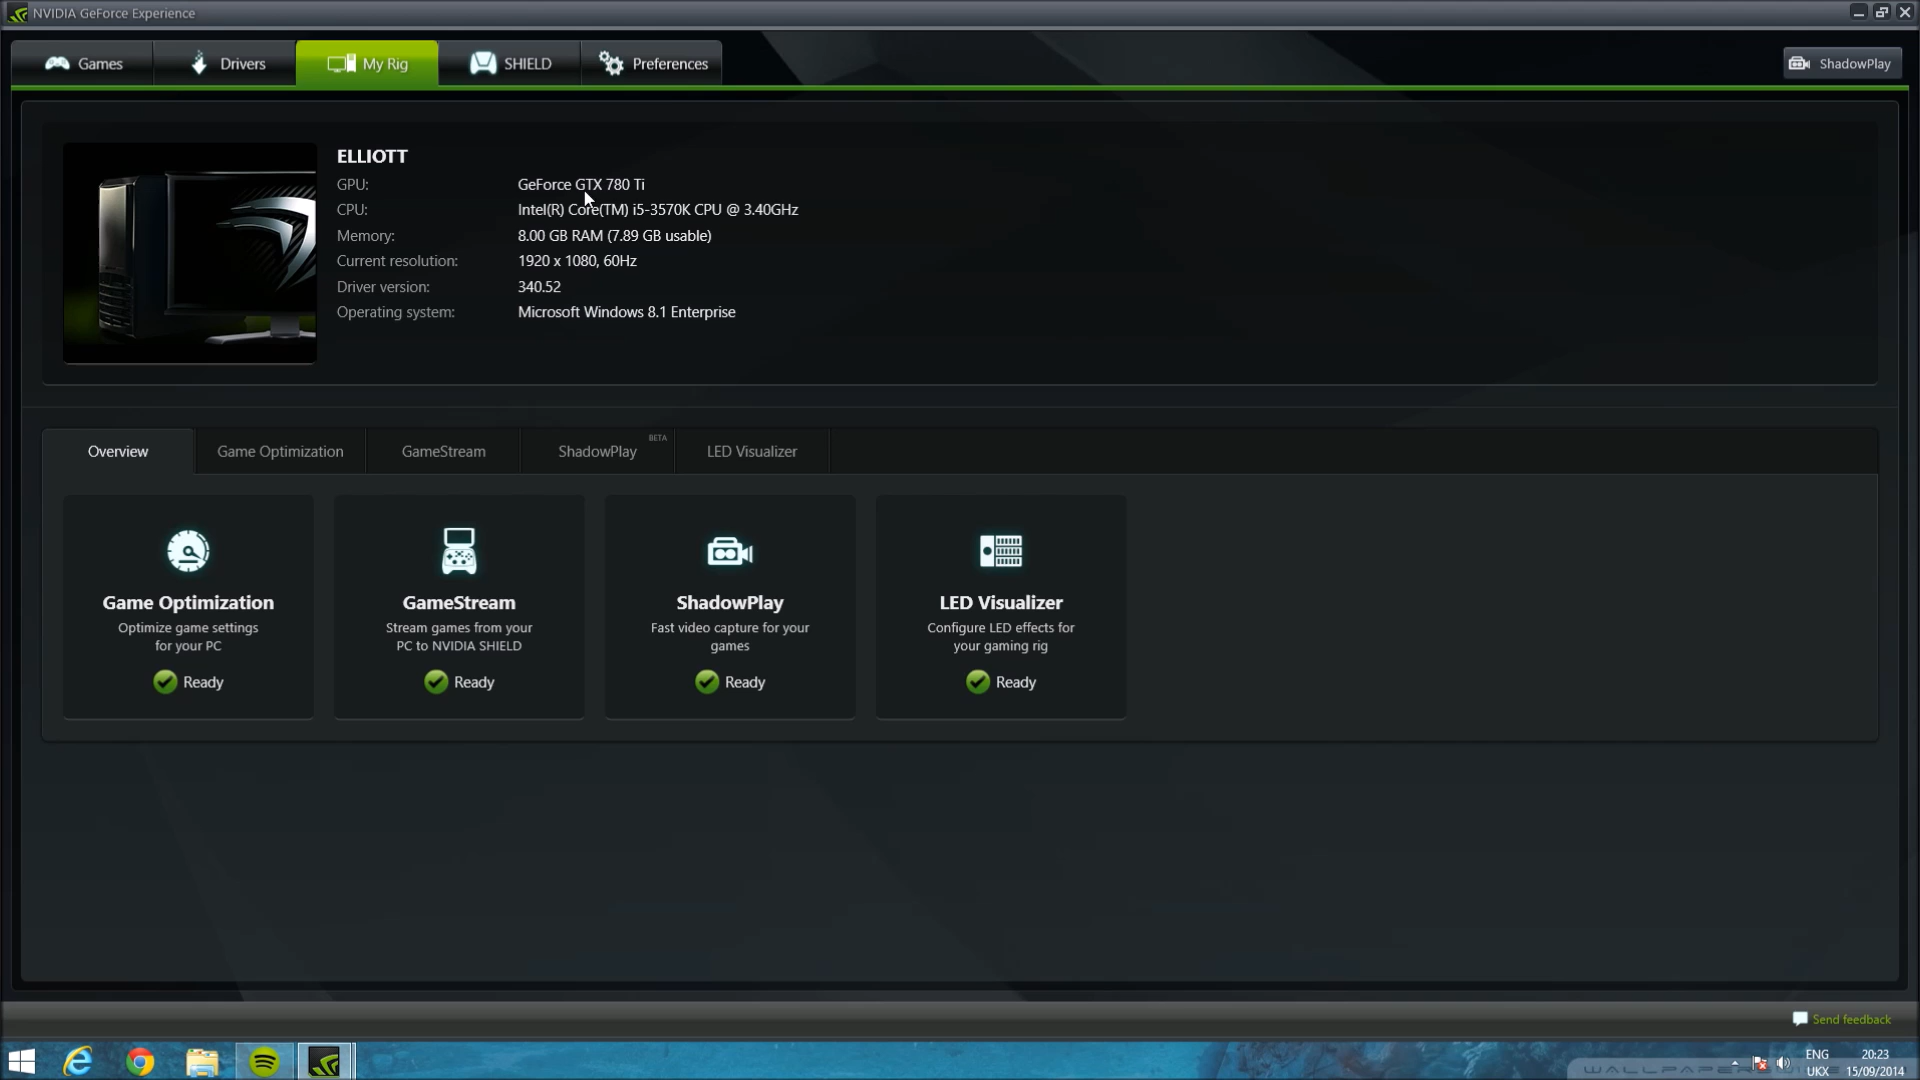 NVIDIA GeForce Experience
Games
Drivers
My Rig
SHIELD
Preferences
ShadowPlay
ELLIOTT
GPU: GeForce GTX 780 Ti
CPU: Intel(R) Core(TM) i5-3570K CPU @ 3.40GHz
Memory: 8.00 GB RAM (7.89 GB usable)
Current resolution: 1920 x 1080, 60Hz
Driver version: 340.52
Operating system: Microsoft Windows 8.1 Enterprise
Overview
Game Optimization
GameStream
ShadowPlay BETA
LED Visualizer
Game Optimization
Optimize game settings
for your PC
Ready
GameStream
Stream games from your
PC to NVIDIA SHIELD
Ready
ShadowPlay
Fast video capture for your
games
Ready
LED Visualizer
Configure LED effects for
your gaming rig
Ready
Send feedback
ENG
UKX
20:23
15/09/2014